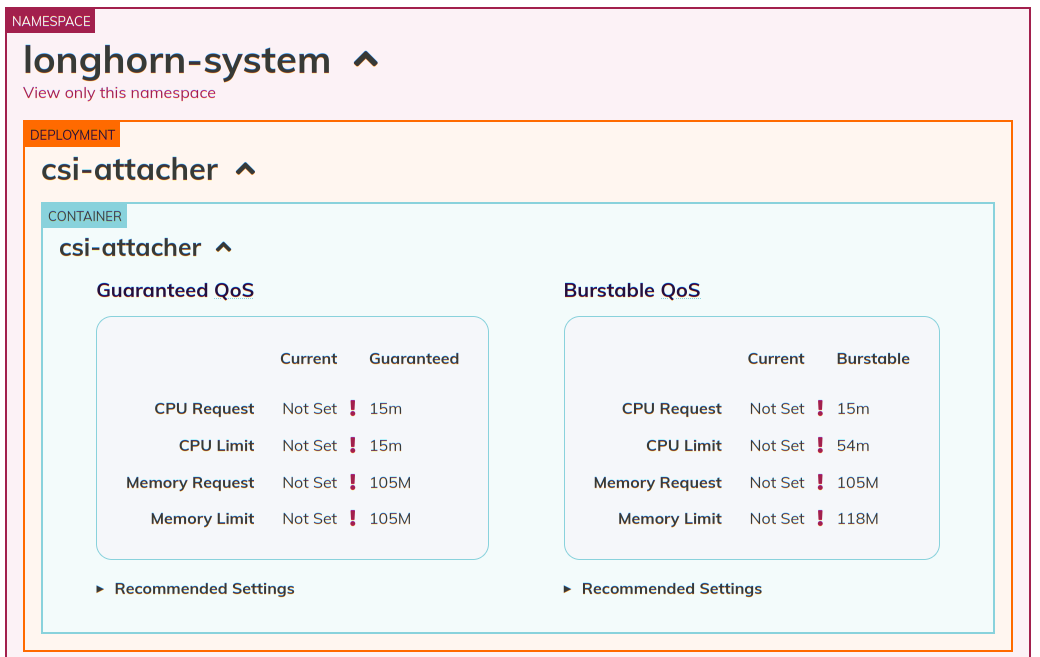 NAMESPACE
longhorn-system
View only this namespace
DEPLOYMENT
csi-attacher
CONTAINER
csi-attacher
Guaranteed QoS
Current Guaranteed
CPU Request Not Set ! 15m
CPU Limit Not Set ! 15m
Memory Request Not Set ! 105M
Memory Limit Not Set ! 105M
Recommended Settings
Burstable QoS
Current Burstable
CPU Request Not Set ! 15m
CPU Limit Not Set ! 54m
Memory Request Not Set ! 105M
Memory Limit Not Set ! 118M
Recommended Settings